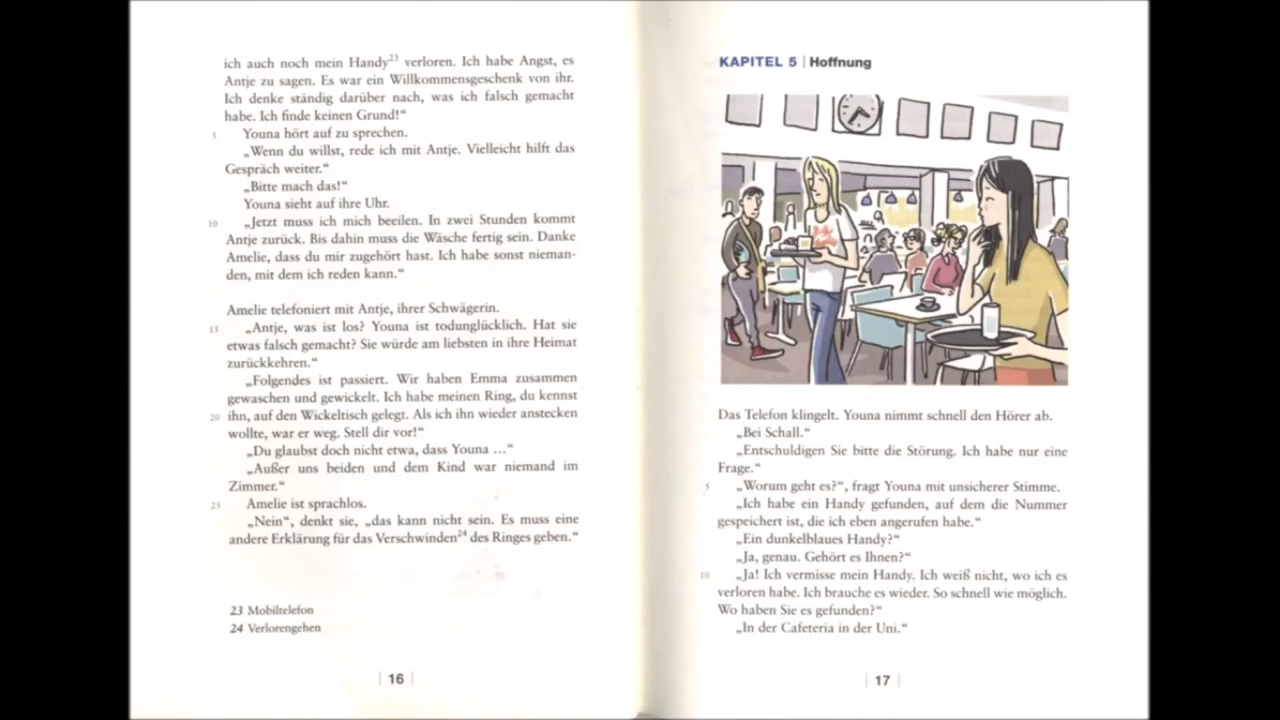 ich auch noch mein Handy23 verloren. Ich habe Angst, es
Antje zu sagen. Es war ein Willkommensgeschenk von ihr.
Ich denke ständig darüber nach, was ich falsch gemacht
habe. Ich finde keinen Grund!“
5 Youna hört auf zu sprechen.
„Wenn du willst, rede ich mit Antje. Vielleicht hilft das
Gespräch weiter.“
„Bitte mach das!“
Youna sieht auf ihre Uhr.
10 „Jetzt muss ich mich beeilen. In zwei Stunden kommt
Antje zurück. Bis dahin muss die Wäsche fertig sein. Danke
Amelie, dass du mir zugehört hast. Ich habe sonst nieman-
den, mit dem ich reden kann.“
Amelie telefoniert mit Antje, ihrer Schwägerin.
15 „Antje, was ist los? Youna ist todunglücklich. Hat sie
etwas falsch gemacht? Sie würde am liebsten in ihre Heimat
zurückkehren.“
„Folgendes ist passiert. Wir haben Emma zusammen
gewaschen und gewickelt. Ich habe meinen Ring, du kennst
20 ihn, auf den Wickeltisch gelegt. Als ich ihn wieder anstecken
wollte, war er weg. Stell dir vor!“
„Du glaubst doch nicht etwa, dass Youna ...“
„Außer uns beiden und dem Kind war niemand im
Zimmer.“
25 Amelie ist sprachlos.
„Nein“, denkt sie, „das kann nicht sein. Es muss eine
andere Erklärung für das Verschwinden24 des Ringes geben.“
23 Mobiltelefon
24 Verlorengehen
| 16 |
KAPITEL 5 | Hoffnung
Das Telefon klingelt. Youna nimmt schnell den Hörer ab.
„Bei Schall.“
„Entschuldigen Sie bitte die Störung. Ich habe nur eine
Frage.“
5 „Worum geht es?“, fragt Youna mit unsicherer Stimme.
„Ich habe ein Handy gefunden, auf dem die Nummer
gespeichert ist, die ich eben angerufen habe.“
„Ein dunkelblaues Handy?“
„Ja, genau. Gehört es Ihnen?“
10 „Ja! Ich vermisse mein Handy. Ich weiß nicht, wo ich es
verloren habe. Ich brauche es wieder. So schnell wie möglich.
Wo haben Sie es gefunden?“
„In der Cafeteria in der Uni.“
| 17 |